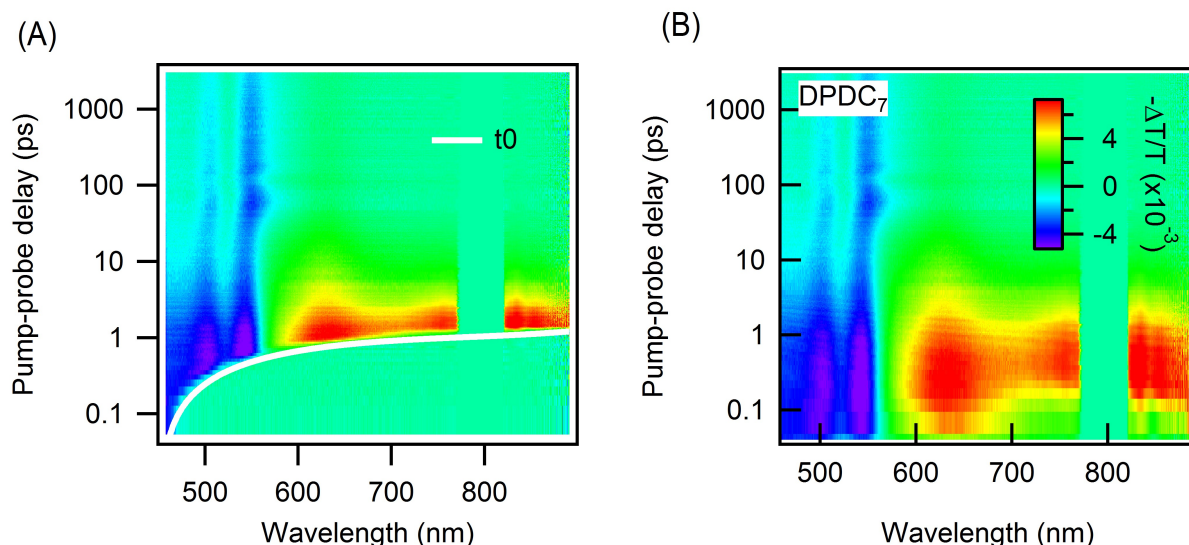 (A)
Pump-probe delay (ps)
1000
100
10
1
0.1
t0
500 600 700 800
Wavelength (nm)
(B)
Pump-probe delay (ps)
1000
100
10
1
0.1
DPDC₇
4
0
-4
-ΔT/T (x10⁻³)
500 600 700 800
Wavelength (nm)